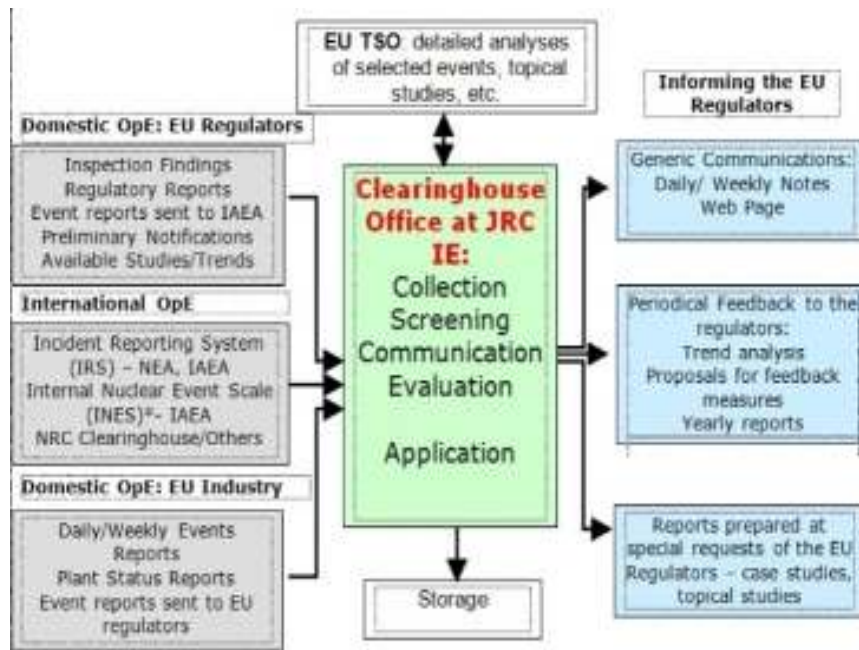 EU TSO: detailed analyses
of selected events, topical
studies, etc.
Informing the EU
Regulators
Domestic OpE: EU Regulators
Inspection Findings
Regulatory Reports
Event reports sent to IAEA
Preliminary Notifications
Available Studies/Trends
International OpE
Incident Reporting System
(IRS) – NEA, IAEA
Internal Nuclear Event Scale
(INES)*- IAEA
NRC Clearinghouse/Others
Domestic OpE: EU Industry
Daily/Weekly Events
Reports
Plant Status Reports
Event reports sent to EU
regulators
Clearinghouse
Office at JRC
IE:
Collection
Screening
Communication
Evaluation
Application
Storage
Generic Communications:
Daily/ Weekly Notes
Web Page
Periodical Feedback to the
regulators:
Trend analysis
Proposals for feedback
measures
Yearly reports
Reports prepared at
special requests of the EU
Regulators – case studies,
topical studies